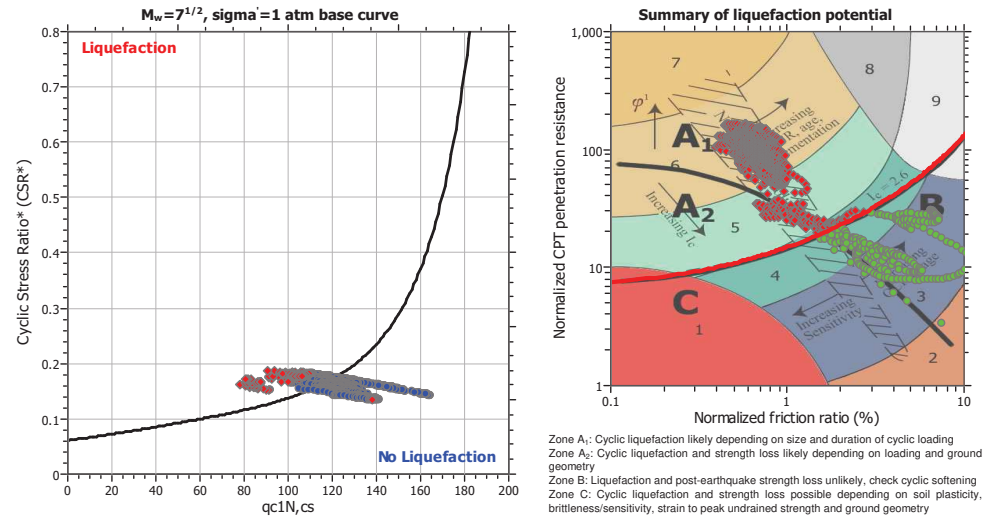 M_w=7^1/2, sigma'=1 atm base curve
Liquefaction
No Liquefaction
Cyclic Stress Ratio* (CSR*)
0.8
0.7
0.6
0.5
0.4
0.3
0.2
0.1
0
0 20 40 60 80 100 120 140 160 180 200
qc1N,cs
Summary of liquefaction potential
Normalized CPT penetration resistance
1,000
100
10
1
7
8
9
φ'
creasing
R, age,
mentation
A₁
6
A₂
Increasing I_c
5
I_c = 2.6
B
4
3
C
1
Increasing
Sensitivity
2
0.1 1 10
Normalized friction ratio (%)
Zone A₁: Cyclic liquefaction likely depending on size and duration of cyclic loading
Zone A₂: Cyclic liquefaction and strength loss likely depending on loading and ground
geometry
Zone B: Liquefaction and post-earthquake strength loss unlikely, check cyclic softening
Zone C: Cyclic liquefaction and strength loss possible depending on soil plasticity,
brittleness/sensitivity, strain to peak undrained strength and ground geometry